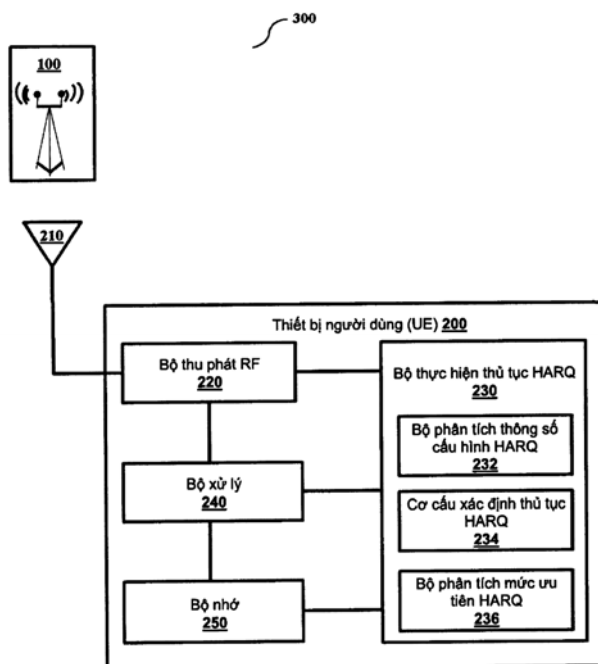 300
100
210
Thiết bị người dùng (UE) 200
Bộ thu phát RF
220
Bộ thực hiện thủ tục HARQ
230
Bộ phân tích thông số
cấu hình HARQ
232
Bộ xử lý
240
Cơ cấu xác định thủ tục
HARQ
234
Bộ nhớ
250
Bộ phân tích mức ưu
tiên HARQ
236